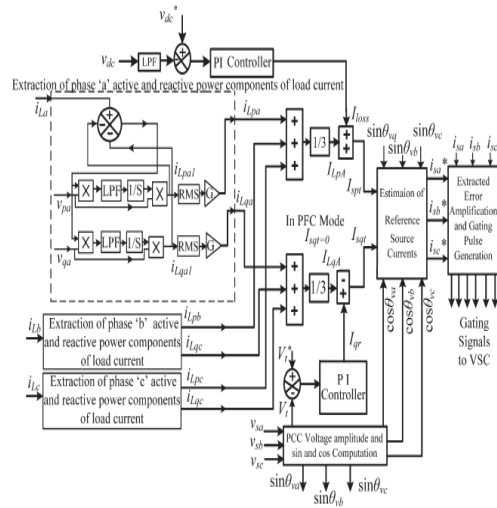 v_dc*
v_dc
LPF
PI Controller
Extraction of phase 'a' active and reactive power components of load current
i_La
i_Lpa
i_Lpa1
v_pa
X
LPF
1/S
X
RMS
G
i_Lqa
v_qa
X
LPF
1/S
X
RMS
G
i_Lqa1
1/3
I_LpA
I_loss
I_spt
In PFC Mode
I_sqt=0
I_sqt
1/3
I_LqA
I_qr
sinθ_va
sinθ_vb
sinθ_vc
Estimaion of
Reference
Source
Currents
i_sa*
i_sb*
i_sc*
i_sa
i_sb
i_sc
Extracted
Error
Amplification
and Gating
Pulse
Generation
Gating
Signals
to VSC
cosθ_va
cosθ_vb
cosθ_vc
i_Lb
Extraction of phase 'b' active
and reactive power components
of load current
i_Lpb
i_Lqc
i_Lc
Extraction of phase 'c' active
and reactive power components
of load current
i_Lpc
i_Lqc
V_t*
V_t
P I
Controller
v_sa
v_sb
v_sc
PCC Voltage amplitude and
sin and cos Computation
sinθ_va
sinθ_vb
sinθ_vc